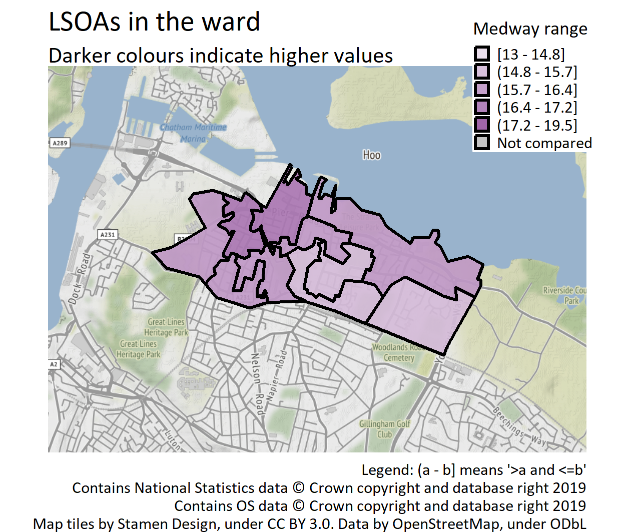 LSOAs in the ward
Darker colours indicate higher values
Medway range
[13 - 14.8]
(14.8 - 15.7]
(15.7 - 16.4]
(16.4 - 17.2]
(17.2 - 19.5]
Not compared
Chatham Maritime
Marina
A289
Hoo
A231
Dock Road
Riverside Cou
Park
Great Lines
Heritage Park
Great Lines
Heritage Park
A2
Nelson Road
Napier Road
Woodlands Ro
Cemetery
Gillingham Golf
Club
Beechings Way
Legend: (a - b] means '>a and <=b'
Contains National Statistics data © Crown copyright and database right 2019
Contains OS data © Crown copyright and database right 2019
Map tiles by Stamen Design, under CC BY 3.0. Data by OpenStreetMap, under ODbL